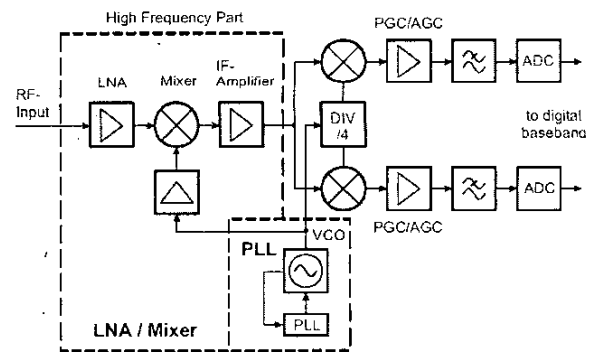 High Frequency Part
PGC/AGC
LNA
Mixer
IF-
Amplifier
RF-
Input
ADC
DIV
/4
to digital
baseband
ADC
PGC/AGC
VCO
PLL
PLL
LNA / Mixer